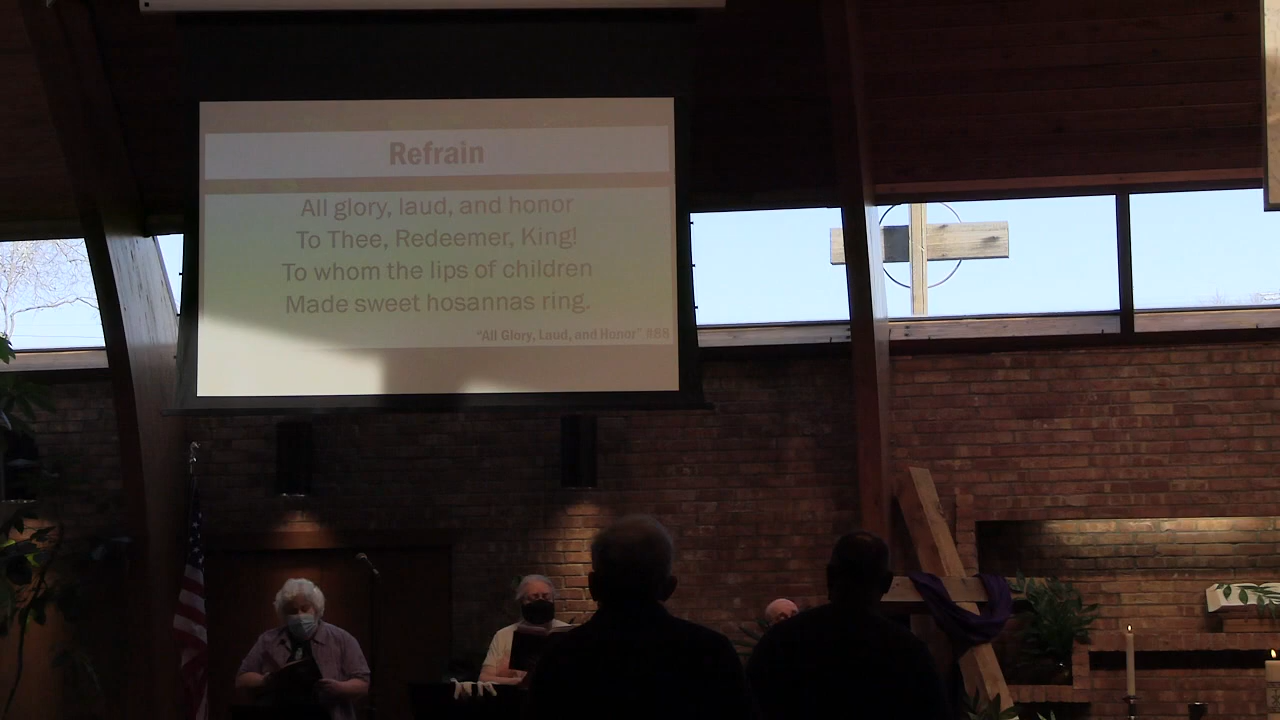 Refrain
All glory, laud, and honor
To Thee, Redeemer, King!
To whom the lips of children
Made sweet hosannas ring.
"All Glory, Laud, and Honor" #88